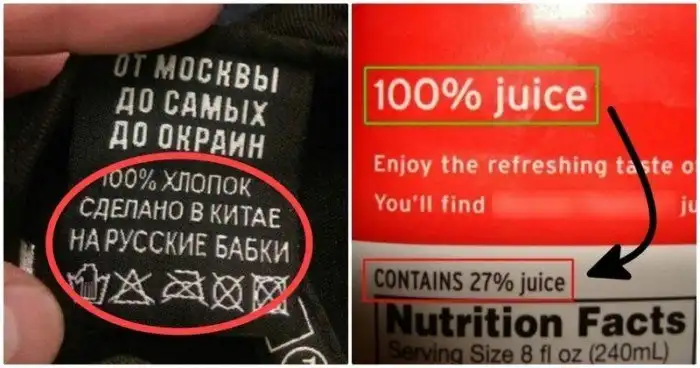 ОТ МОСКВЫ
ДО САМЫХ
ДО ОКРАИН
100% ХЛОПОК
СДЕЛАНО В КИТАЕ
НА РУССКИЕ БАБКИ
100% juice
Enjoy the refreshing taste o
You'll find ju
CONTAINS 27% juice
Nutrition Facts
Serving Size 8 fl oz (240mL)